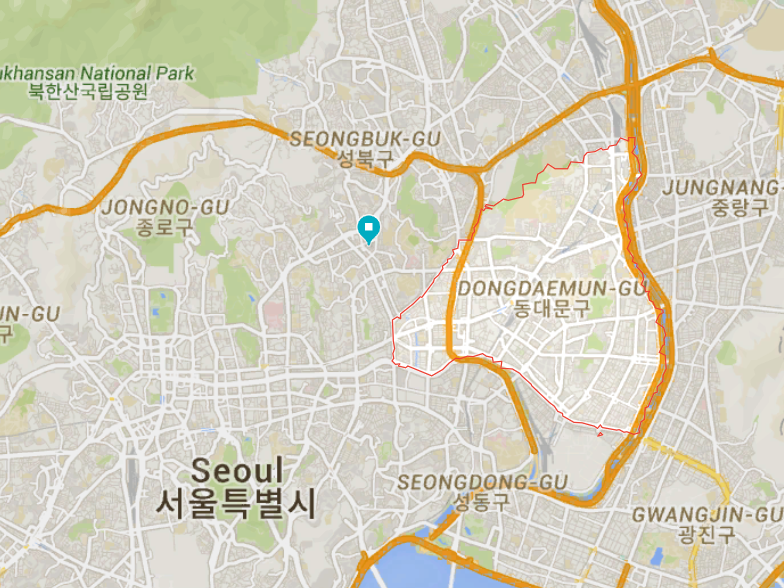 ukhansan National Park
북한산국립공원
SEONGBUK-GU
성북구
JONGNO-GU
종로구
JUNGNANG
중랑구
DONGDAEMUN-GU
동대문구
UN-GU
구
Seoul
서울특별시
SEONGDONG-GU
성동구
GWANGJIN-GU
광진구